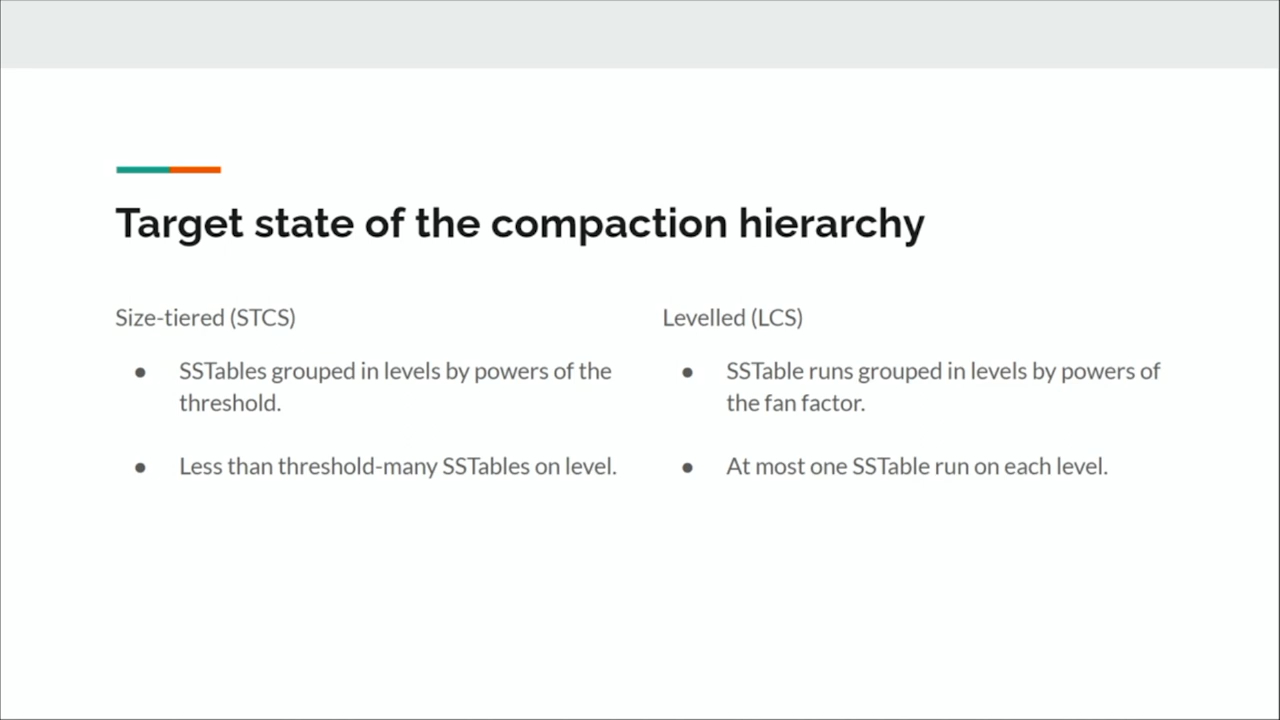 Target state of the compaction hierarchy
Size-tiered (STCS)
● SSTables grouped in levels by powers of the
threshold.
● Less than threshold-many SSTables on level.
Levelled (LCS)
● SSTable runs grouped in levels by powers of
the fan factor.
● At most one SSTable run on each level.